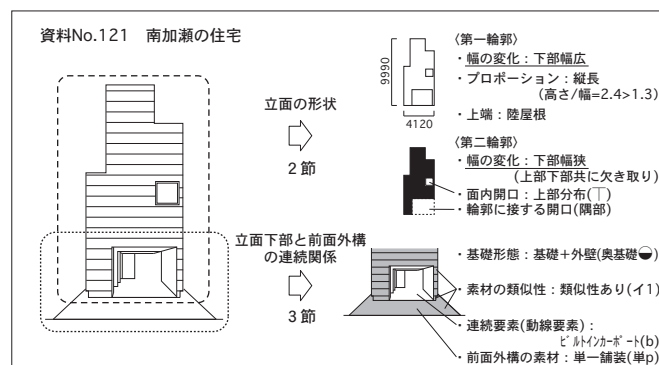 資料No.121　南加瀬の住宅
立面の形状
2 節
立面下部と前面外構
の連続関係
3 節
9990
4120
〈第一輪郭〉
・幅の変化：下部幅広
・プロポーション：縦長
(高さ/幅=2.4>1.3)
・上端：陸屋根
〈第二輪郭〉
・幅の変化：下部幅狭
(上部下部共に欠き取り)
・面内開口：上部分布(⊤)
・輪郭に接する開口(隅部)
・基礎形態：基礎＋外壁(奥基礎◒)
・素材の類似性：類似性あり(イ1)
・連続要素(動線要素)：
ﾋﾞﾙﾄｲﾝｶｰﾎﾟｰﾄ(b)
・前面外構の素材：単一舗装(単p)